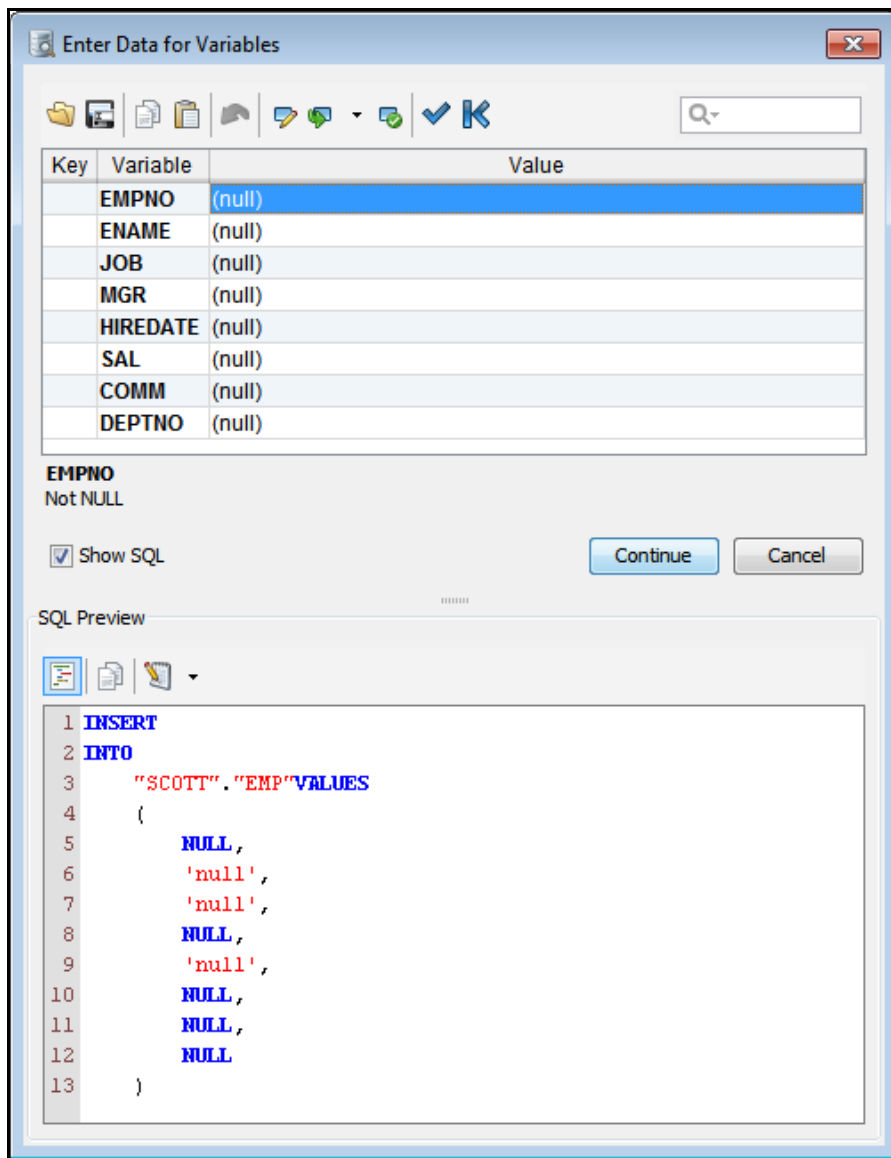 Enter Data for Variables
Key Variable Value
EMPNO (null)
ENAME (null)
JOB (null)
MGR (null)
HIREDATE (null)
SAL (null)
COMM (null)
DEPTNO (null)
EMPNO
Not NULL
Show SQL Continue Cancel
SQL Preview
1 INSERT
2 INTO
3 "SCOTT"."EMP"VALUES
4 (
5 NULL,
6 'null',
7 'null',
8 NULL,
9 'null',
10 NULL,
11 NULL,
12 NULL
13 )